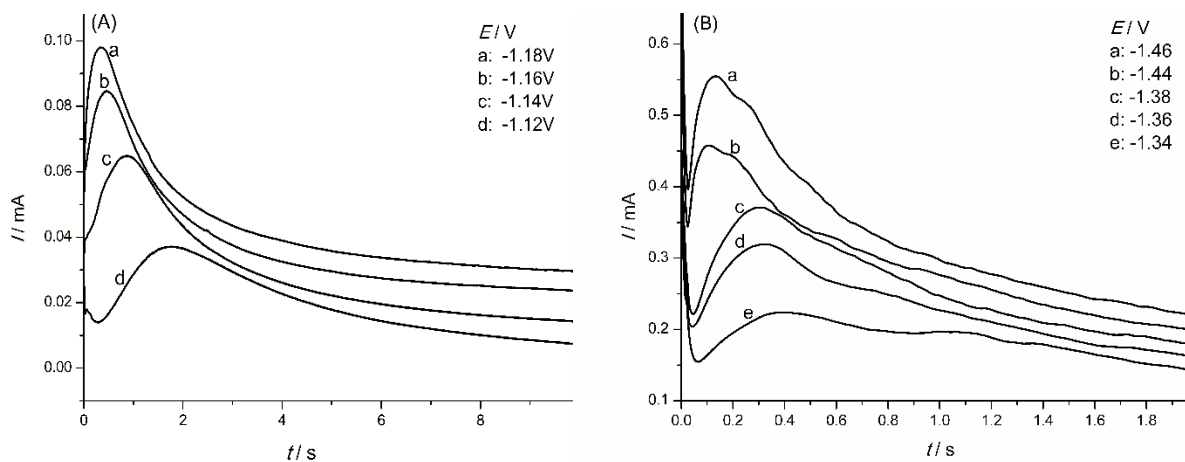 (A)
E / V
a: -1.18V
b: -1.16V
c: -1.14V
d: -1.12V
a
b
c
d
0.10
0.08
0.06
0.04
0.02
0.00
I / mA
0 2 4 6 8
t / s
(B)
E / V
a: -1.46
b: -1.44
c: -1.38
d: -1.36
e: -1.34
a
b
c
d
e
0.6
0.5
0.4
0.3
0.2
0.1
I / mA
0.0 0.2 0.4 0.6 0.8 1.0 1.2 1.4 1.6 1.8
t / s